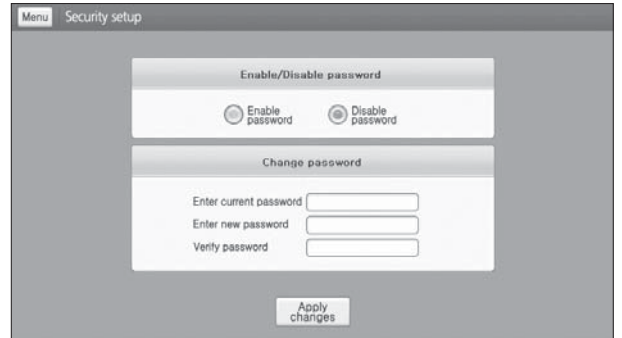 Menu Security setup
Enable/Disable password
Enable
password
Disable
password
Change password
Enter current password
Enter new password
Verify password
Apply
changes